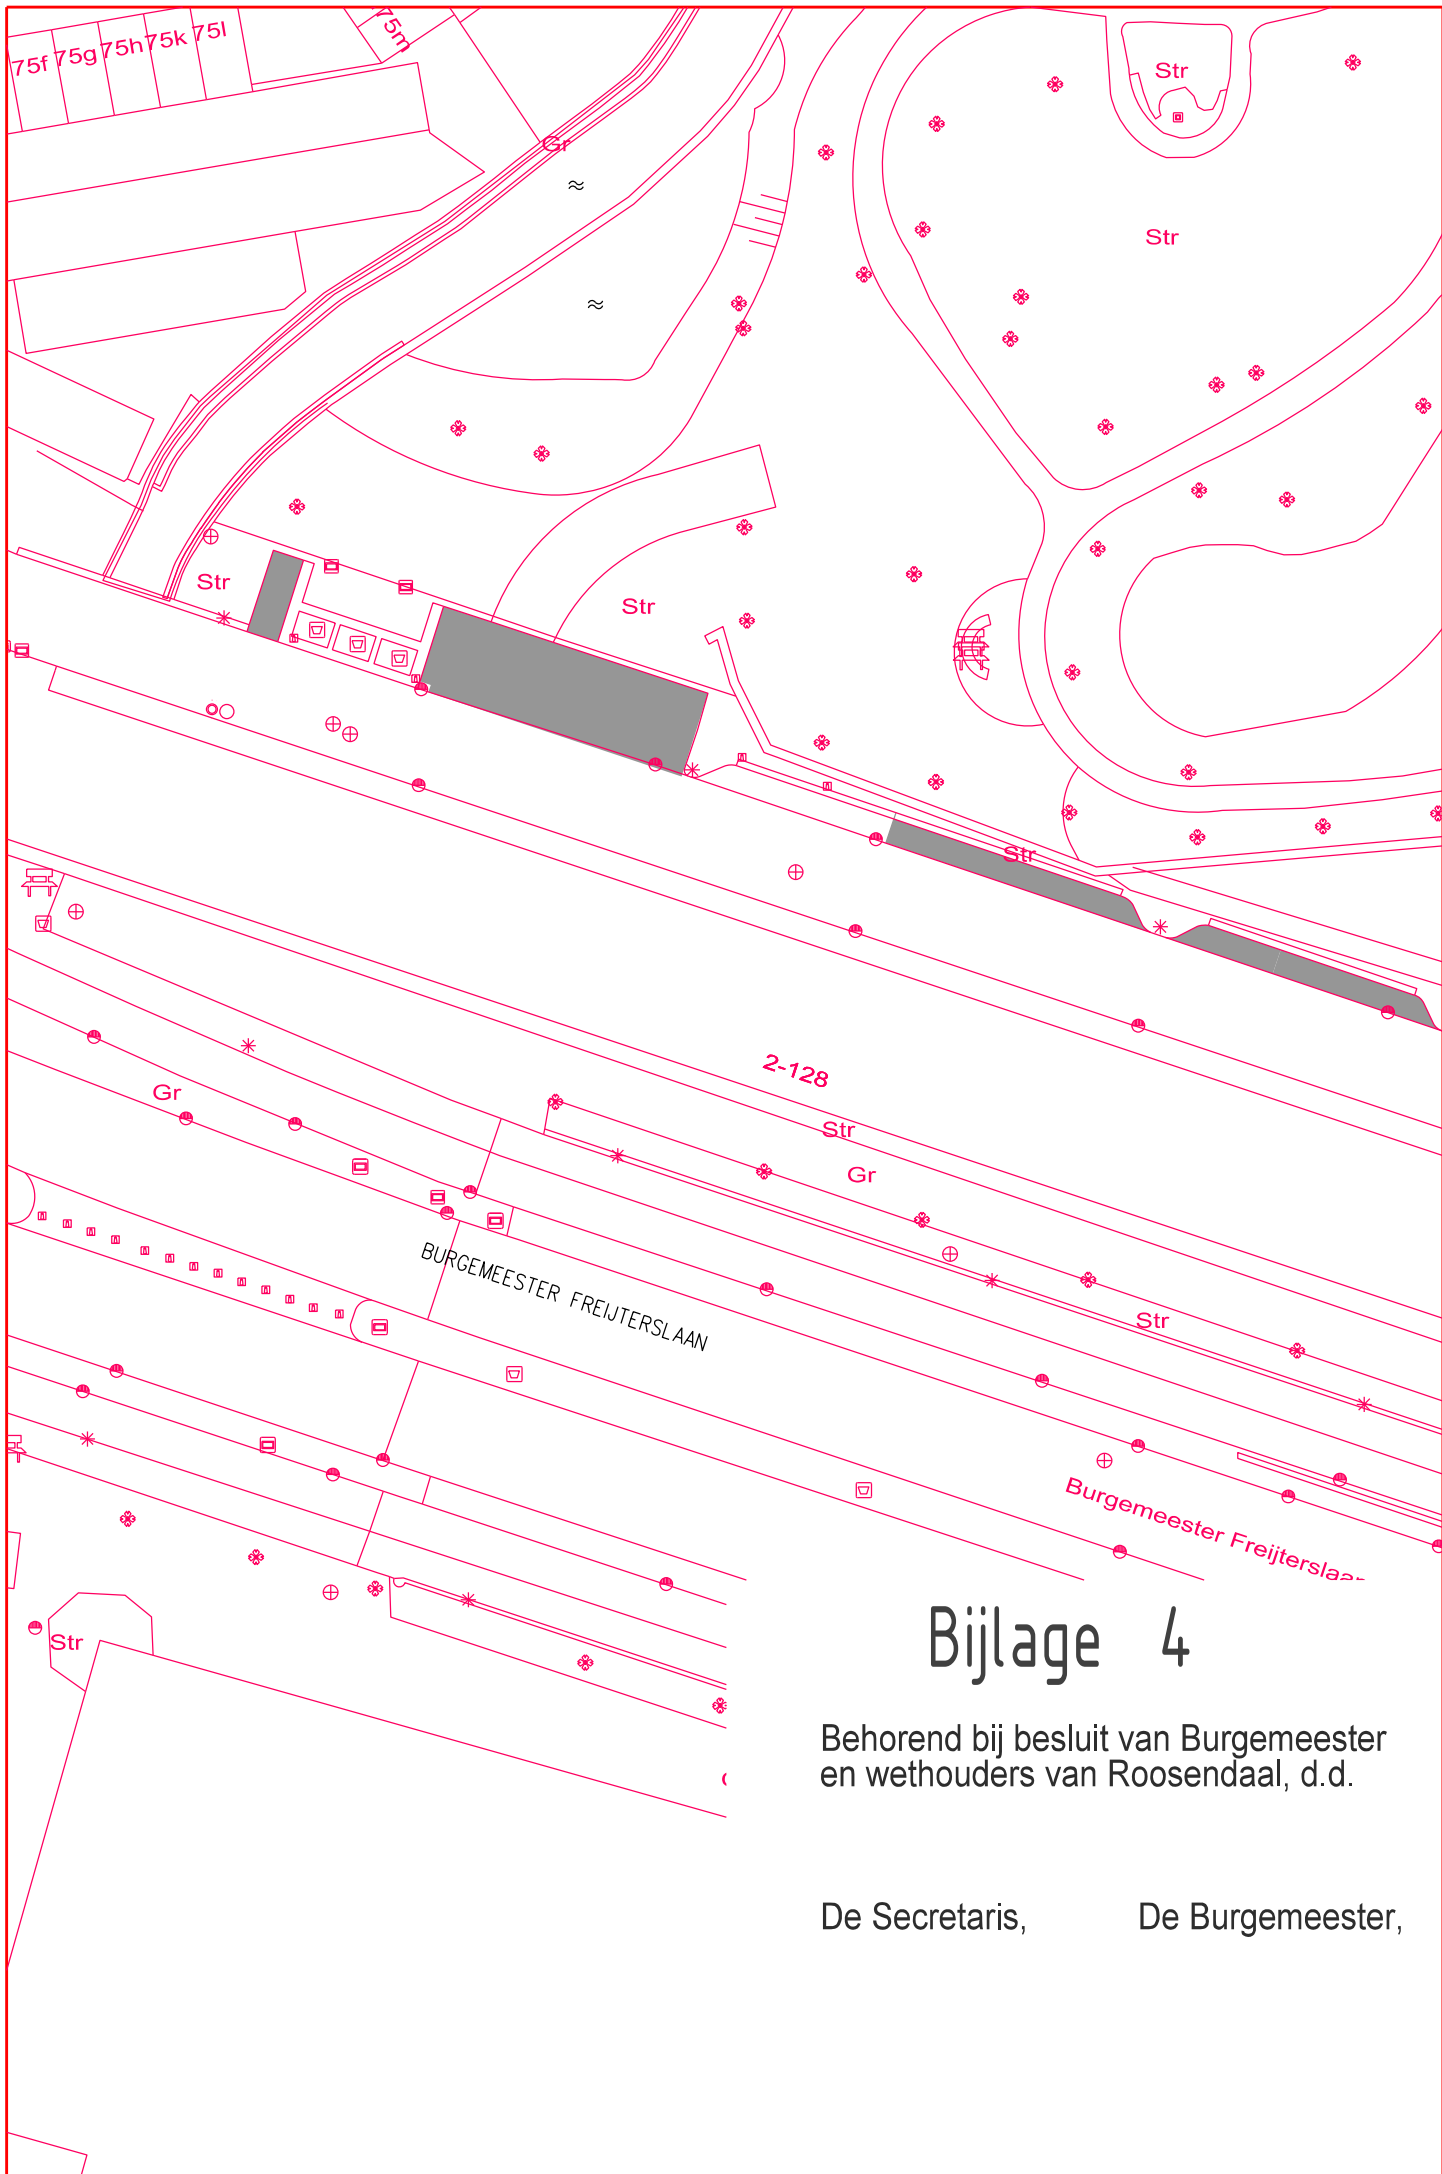 75f 75g 75h 75k 75l
75m
Str
Gr
≈
Str
≈
Str
Str
Str
2-128
Str
Gr
Gr
BURGEMEESTER FREIJTERSLAAN
Str
Burgemeester Freijterslaan
Str
Bijlage 4
Behorend bij besluit van Burgemeester
en wethouders van Roosendaal, d.d.
De Secretaris, De Burgemeester,